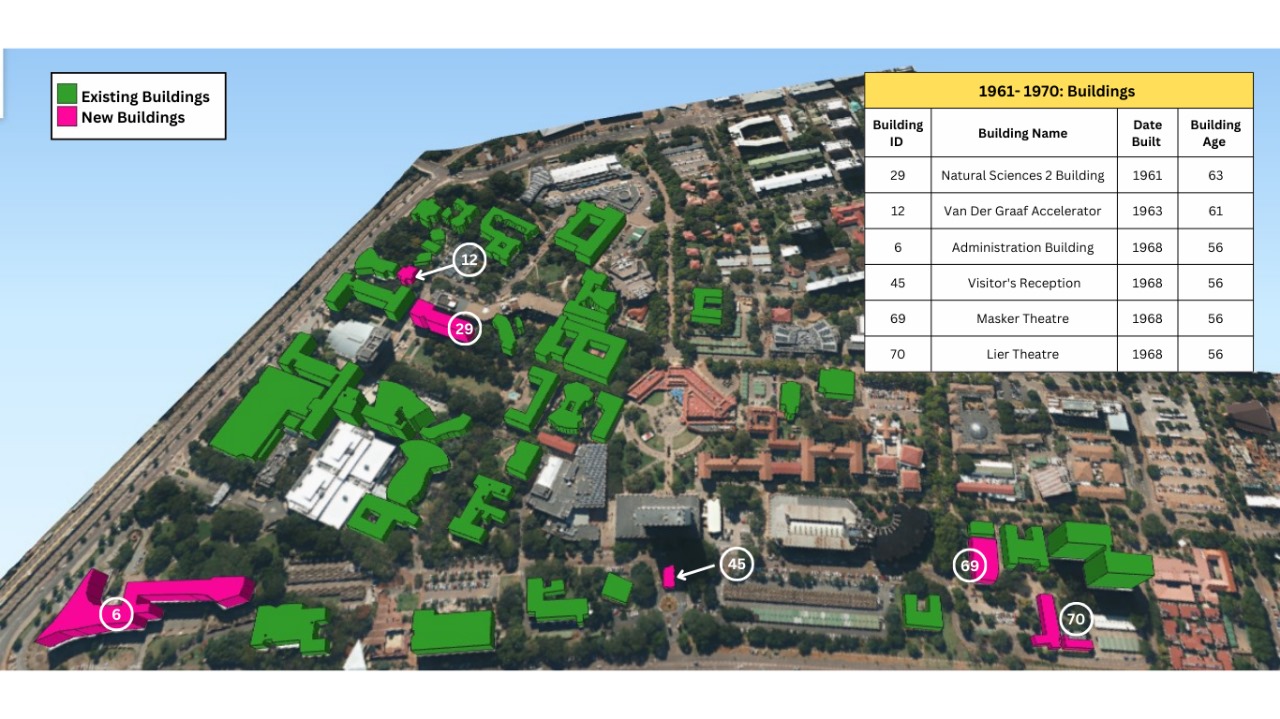 Existing Buildings
New Buildings
1961- 1970: Buildings
Building ID Building Name Date Built Building Age
29 Natural Sciences 2 Building 1961 63
12 Van Der Graaf Accelerator 1963 61
6 Administration Building 1968 56
45 Visitor's Reception 1968 56
69 Masker Theatre 1968 56
70 Lier Theatre 1968 56
12
29
45
69
6
70